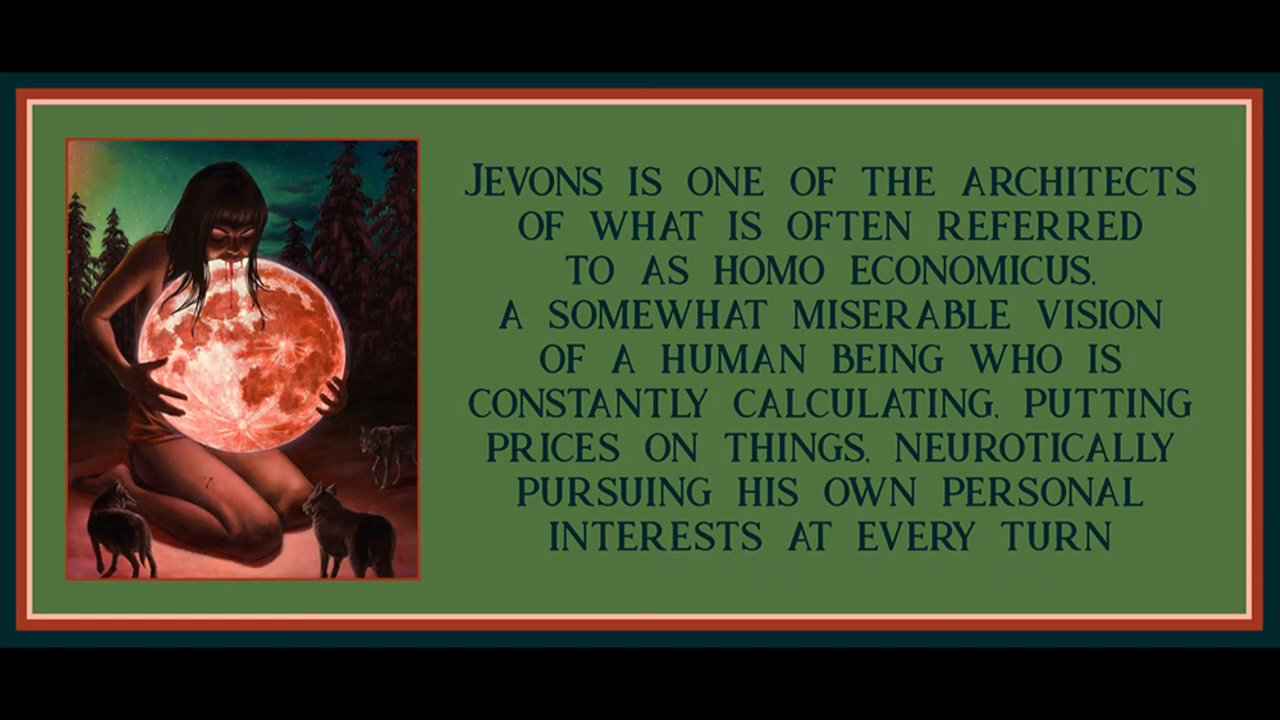 JEVONS IS ONE OF THE ARCHITECTS
OF WHAT IS OFTEN REFERRED
TO AS HOMO ECONOMICUS,
A SOMEWHAT MISERABLE VISION
OF A HUMAN BEING WHO IS
CONSTANTLY CALCULATING, PUTTING
PRICES ON THINGS, NEUROTICALLY
PURSUING HIS OWN PERSONAL
INTERESTS AT EVERY TURN